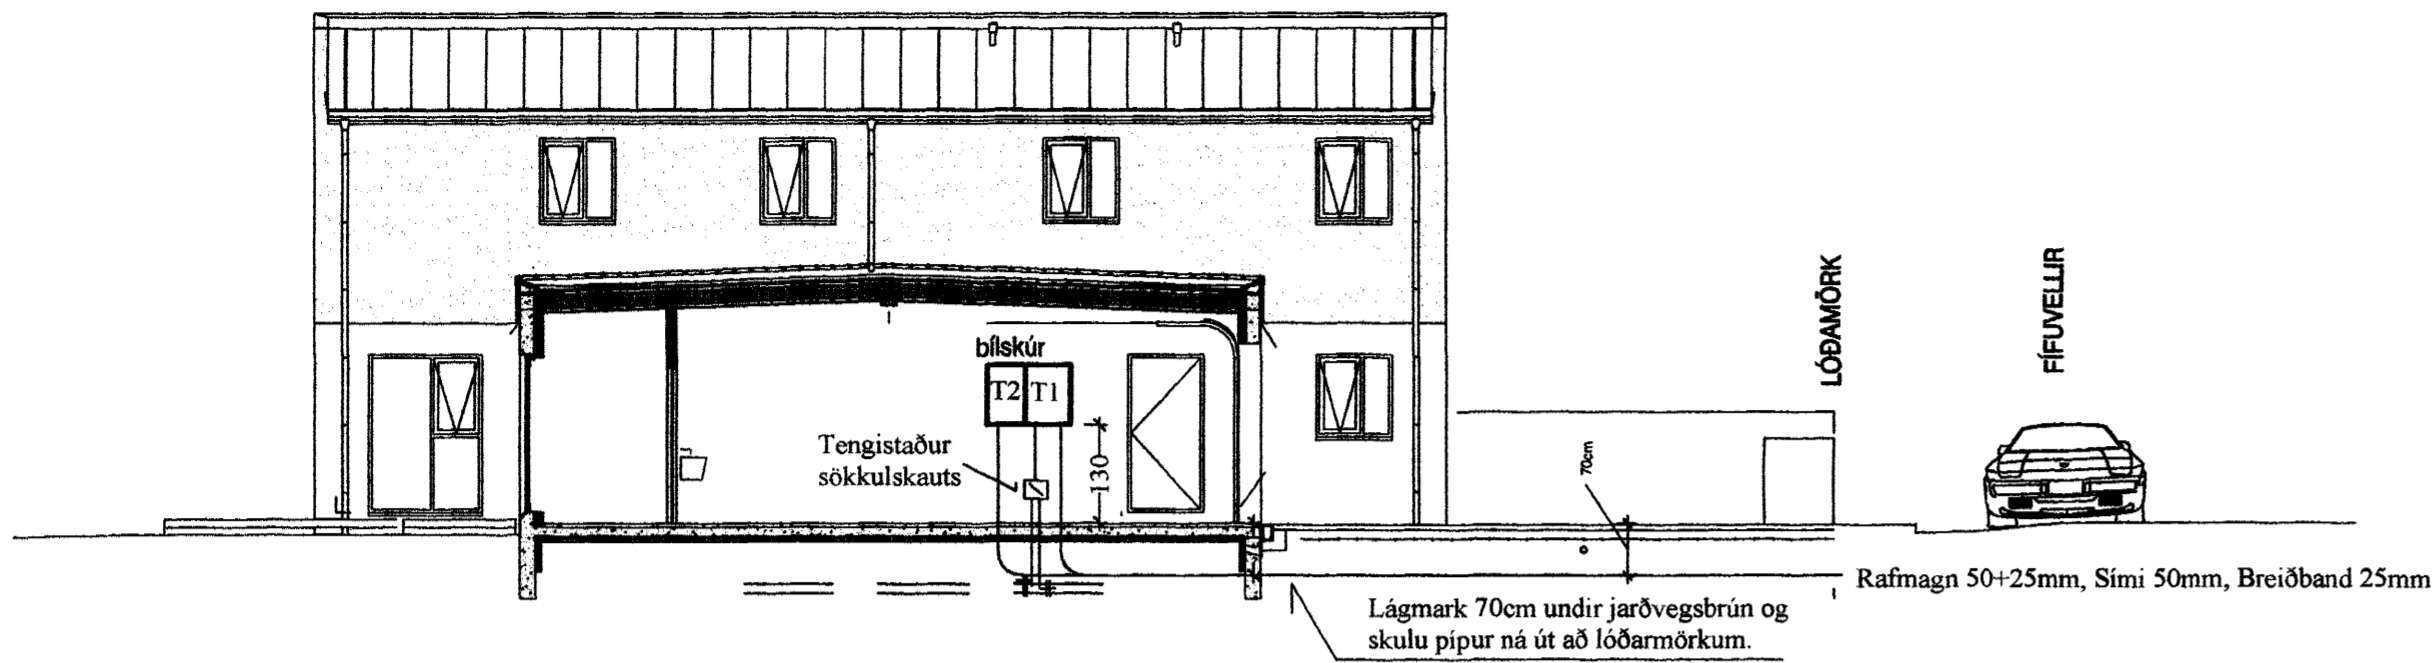 LÓÐAMÖRK
FÍFUVELLIR
bílskúr
T2 T1
Tengistaður
sökkulskauts
130
70cm
Rafmagn 50+25mm, Sími 50mm, Breiðband 25mm
Lágmark 70cm undir jarðvegsbrún og
skulu pípur ná út að lóðarmörkum.